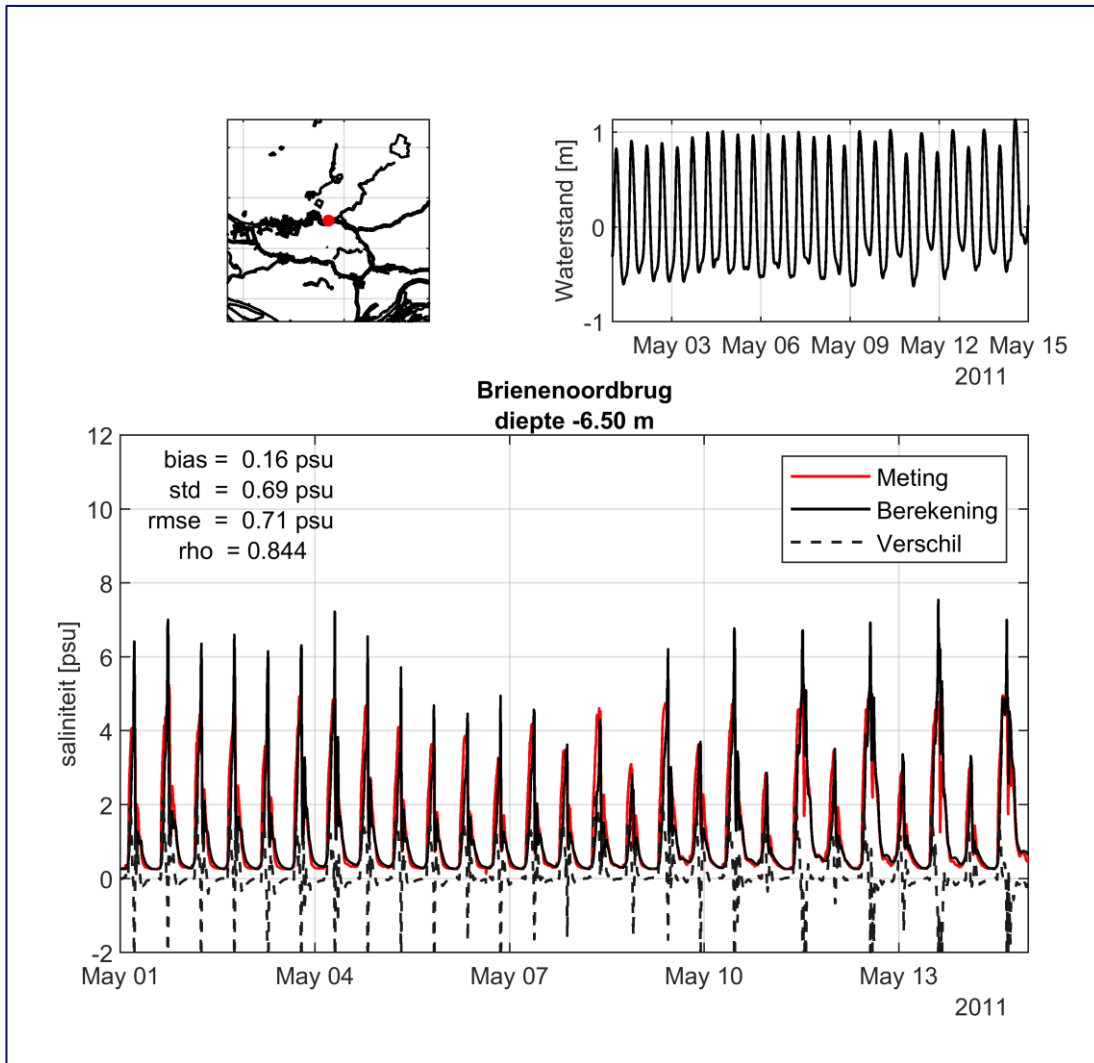 1
0
-1
Waterstand [m]
May 03 May 06 May 09 May 12 May 15
2011
Brienenoordbrug
diepte -6.50 m
12
10
8
6
4
2
0
-2
saliniteit [psu]
bias = 0.16 psu
std = 0.69 psu
rmse = 0.71 psu
rho = 0.844
Meting
Berekening
Verschil
May 01 May 04 May 07 May 10 May 13
2011